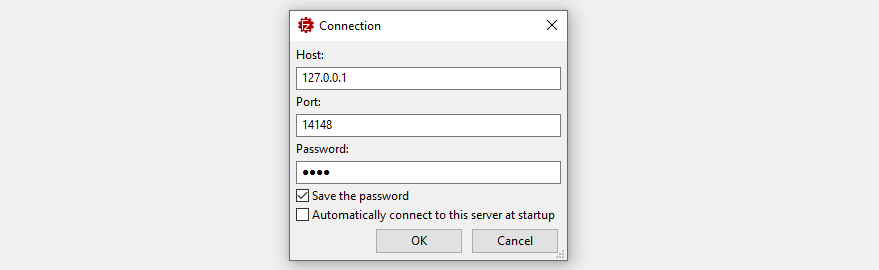 Connection
Host:
127.0.0.1
Port:
14148
Password:
●●●●
Save the password
Automatically connect to this server at startup
OK Cancel